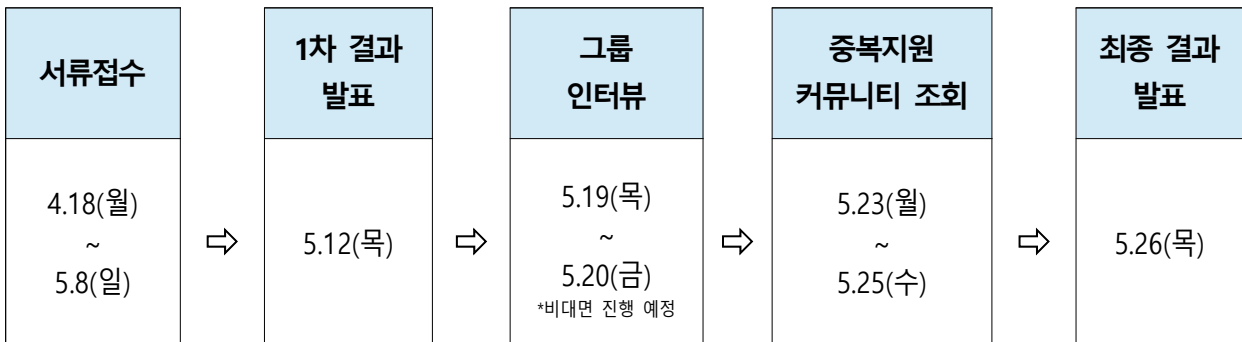 서류접수
4.18(월)
~
5.8(일)
⇨
1차 결과
발표
5.12(목)
⇨
그룹
인터뷰
5.19(목)
~
5.20(금)
*비대면 진행 예정
⇨
중복지원
커뮤니티 조회
5.23(월)
~
5.25(수)
⇨
최종 결과
발표
5.26(목)